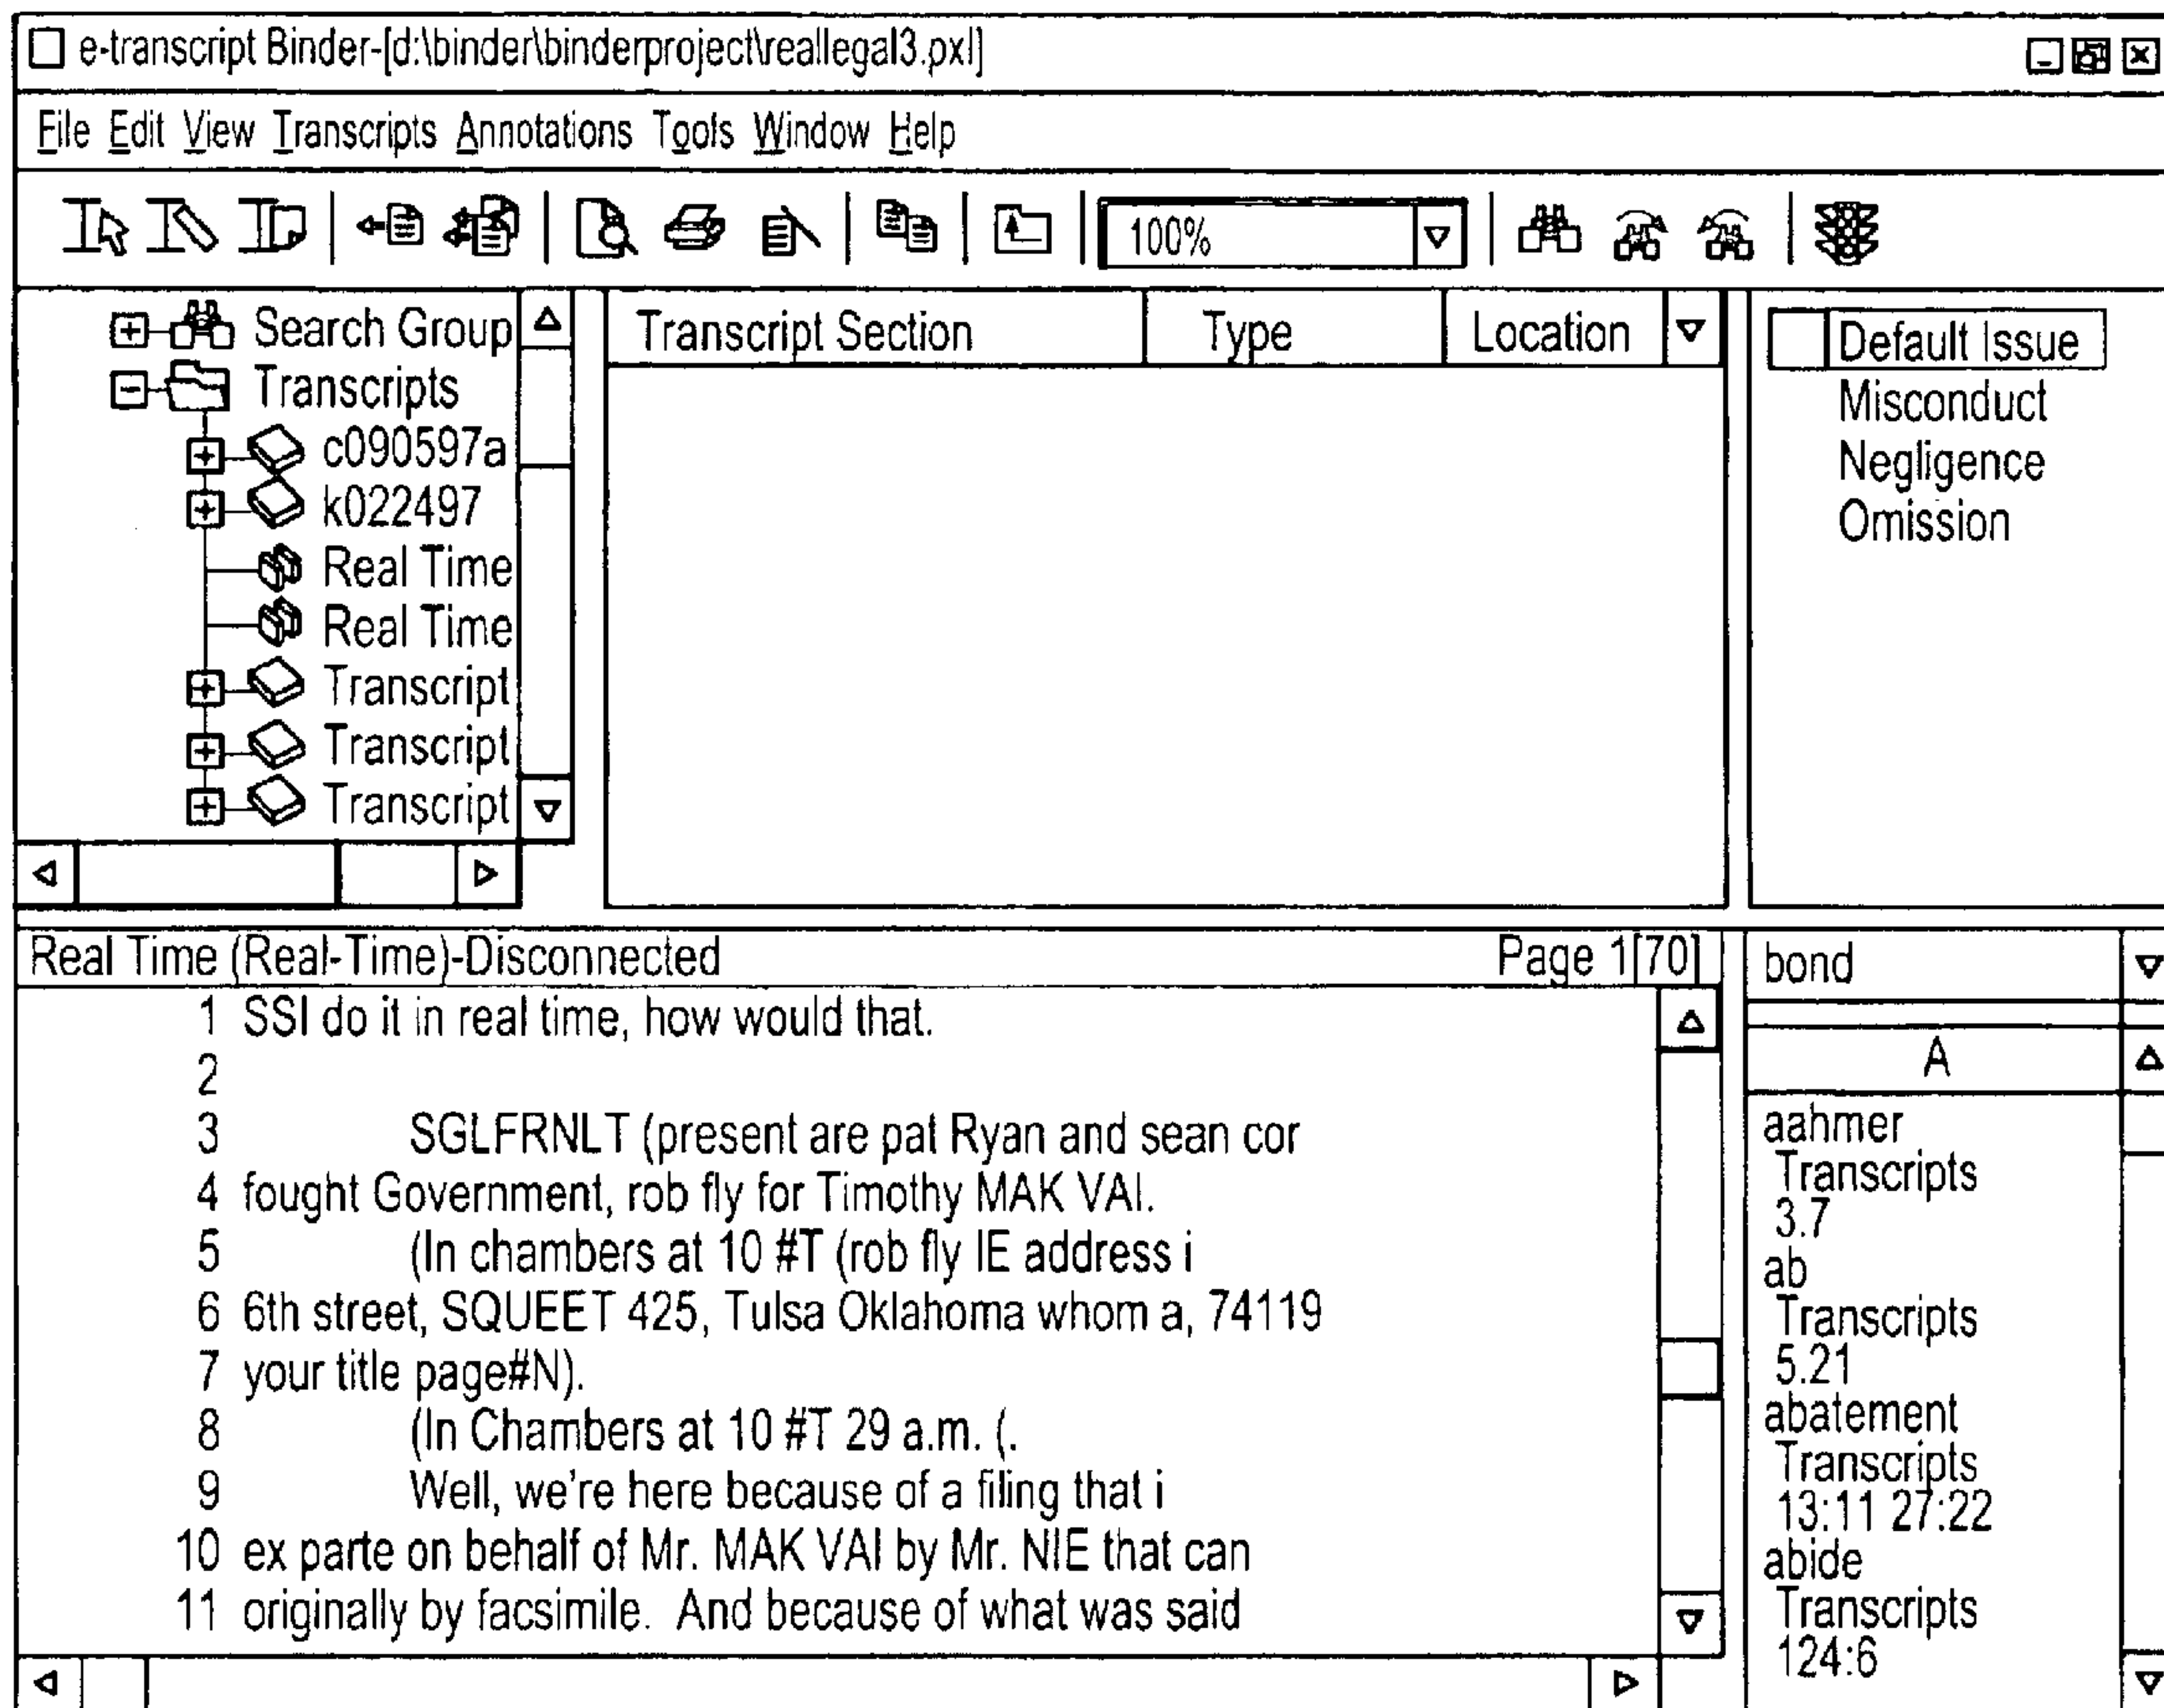 e-transcript Binder-[d:\binder\binderproject\reallegal3.pxl]
File Edit View Transcripts Annotations Tools Window Help
100%
Search Group
Transcripts
c090597a
k022497
Real Time
Real Time
Transcript
Transcript
Transcript
Transcript Section Type Location
Default Issue
Misconduct
Negligence
Omission
Real Time (Real-Time)-Disconnected Page 1[70]
1 SSI do it in real time, how would that.
2
3 SGLFRNLT (present are pat Ryan and sean cor
4 fought Government, rob fly for Timothy MAK VAI.
5 (In chambers at 10 #T (rob fly IE address i
6 6th street, SQUEET 425, Tulsa Oklahoma whom a, 74119
7 your title page#N).
8 (In Chambers at 10 #T 29 a.m. (.
9 Well, we're here because of a filing that i
10 ex parte on behalf of Mr. MAK VAI by Mr. NIE that can
11 originally by facsimile. And because of what was said
bond
A
aahmer
Transcripts
3.7
ab
Transcripts
5.21
abatement
Transcripts
13:11 27:22
abide
Transcripts
124:6